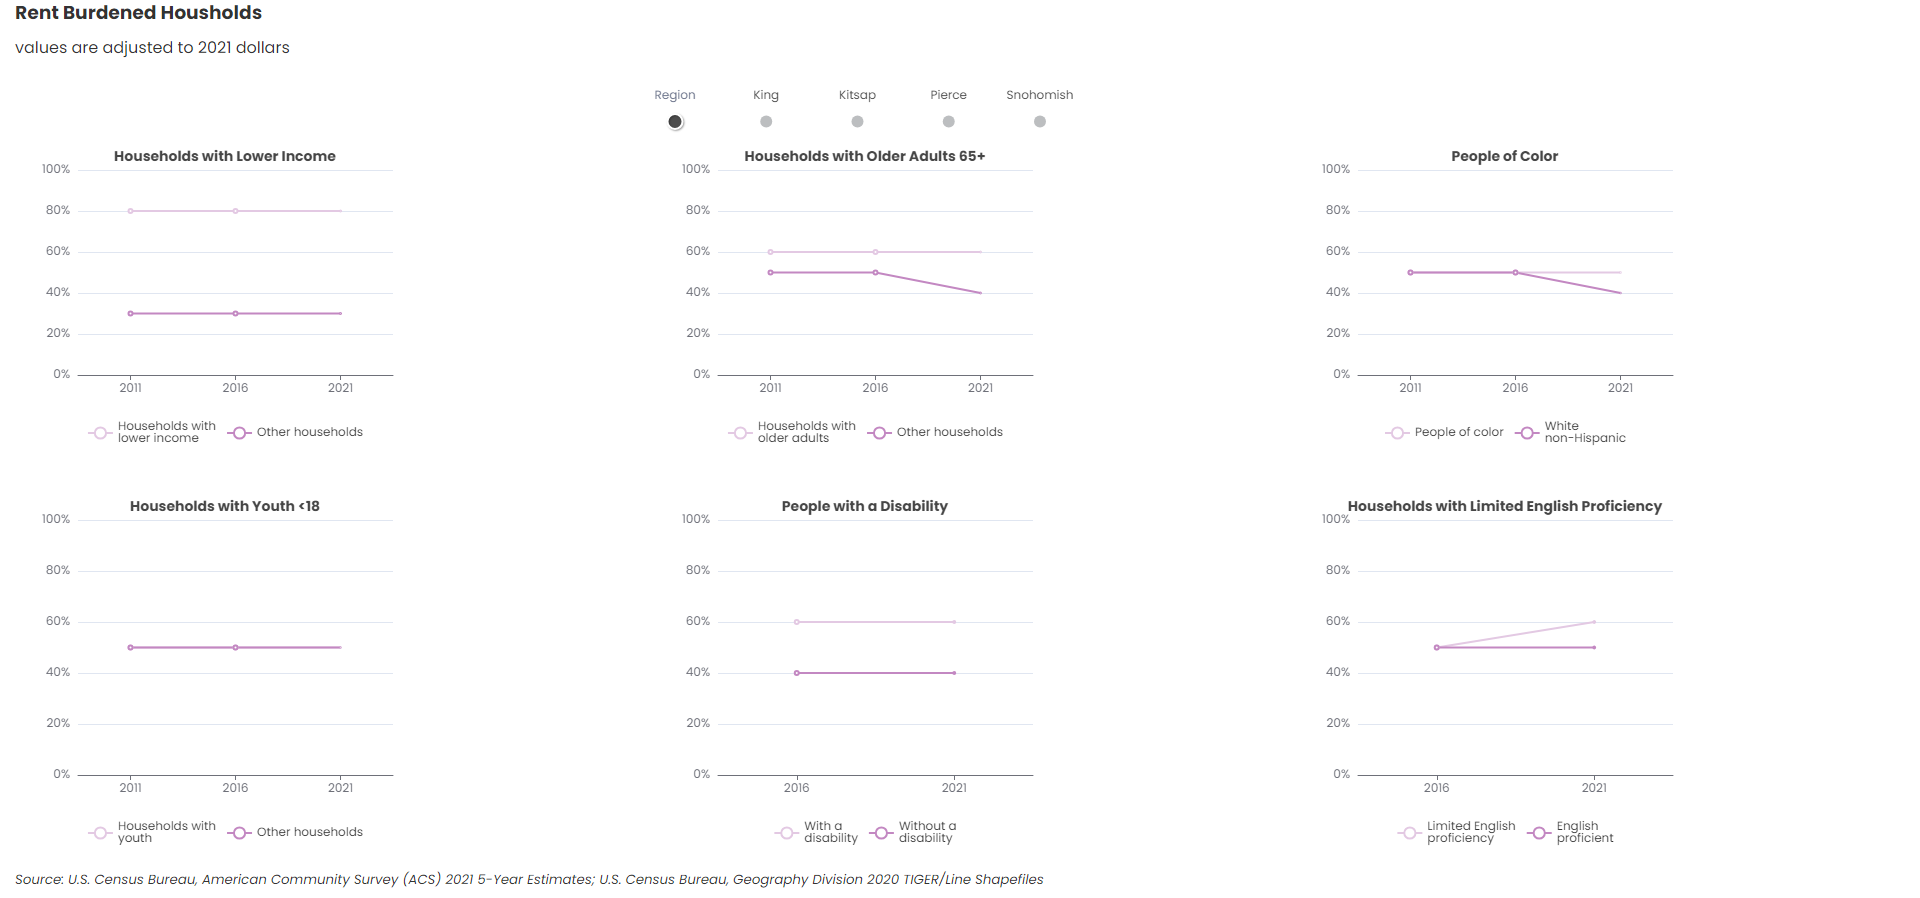 Rent Burdened Housholds
values are adjusted to 2021 dollars
Region King Kitsap Pierce Snohomish
Households with Lower Income
100%
80%
60%
40%
20%
0%
2011 2016 2021
Households with
lower income
Other households
Households with Older Adults 65+
100%
80%
60%
40%
20%
0%
2011 2016 2021
Households with
older adults
Other households
People of Color
100%
80%
60%
40%
20%
0%
2011 2016 2021
People of color
White
non-Hispanic
Households with Youth <18
100%
80%
60%
40%
20%
0%
2011 2016 2021
Households with
youth
Other households
People with a Disability
100%
80%
60%
40%
20%
0%
2016 2021
With a
disability
Without a
disability
Households with Limited English Proficiency
100%
80%
60%
40%
20%
0%
2016 2021
Limited English
proficiency
English
proficient
Source: U.S. Census Bureau, American Community Survey (ACS) 2021 5-Year Estimates; U.S. Census Bureau, Geography Division 2020 TIGER/Line Shapefiles